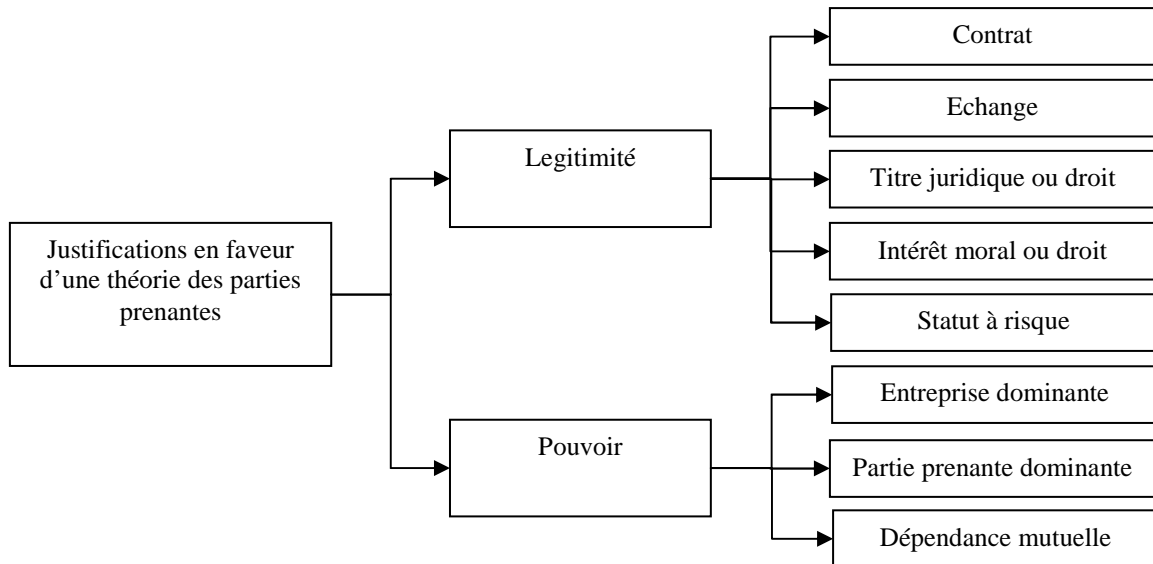 Contrat
Echange
Legitimité
Titre juridique ou droit
Justifications en faveur
d’une théorie des parties
prenantes
Intérêt moral ou droit
Statut à risque
Entreprise dominante
Pouvoir
Partie prenante dominante
Dépendance mutuelle